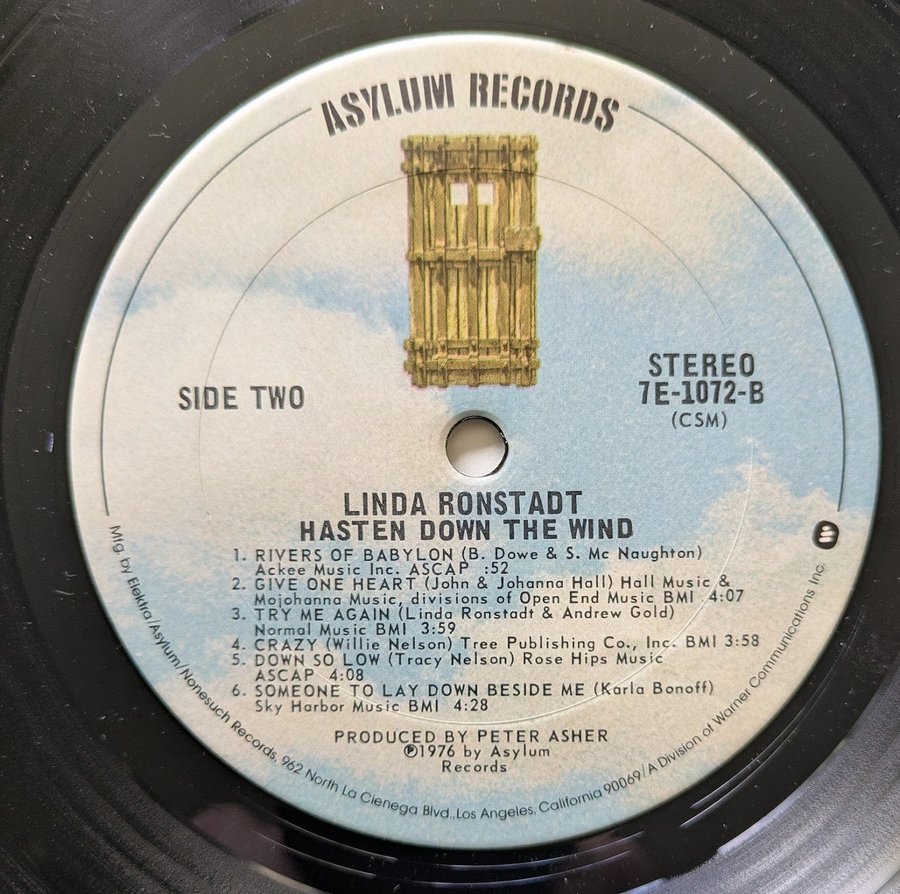 ASYLUM RECORDS
SIDE TWO
STEREO
7E-1072-B
(CSM)
LINDA RONSTADT
HASTEN DOWN THE WIND
1. RIVERS OF BABYLON (B. Dowe & S. Mc Naughton)
Ackee Music Inc. ASCAP :52
2. GIVE ONE HEART (John & Johanna Hall) Hall Music &
Mojohanna Music, divisions of Open End Music BMI 4:07
3. TRY ME AGAIN (Linda Ronstadt & Andrew Gold)
Normal Music BMI 3:59
4. CRAZY (Willie Nelson) Tree Publishing Co., Inc. BMI 3:58
5. DOWN SO LOW (Tracy Nelson) Rose Hips Music
ASCAP 4:08
6. SOMEONE TO LAY DOWN BESIDE ME (Karla Bonoff)
Sky Harbor Music BMI 4:28
PRODUCED BY PETER ASHER
℗1976 by Asylum
Records
Mfg. by Elektra/Asylum/Nonesuch Records, 962 North La Cienega Blvd., Los Angeles, California 90069/A Division of Warner Communications Inc.